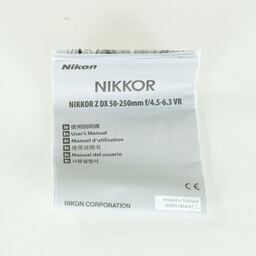 Nikon
NIKKOR
NIKKOR Z DX 50-250mm f/4.5-6.3 VR
使用説明書
User's Manual
Manuel d'utilisation
使用说明书
Manual del usuario
사용설명서
CE
Printed in Thailand
NIKON CORPORATION